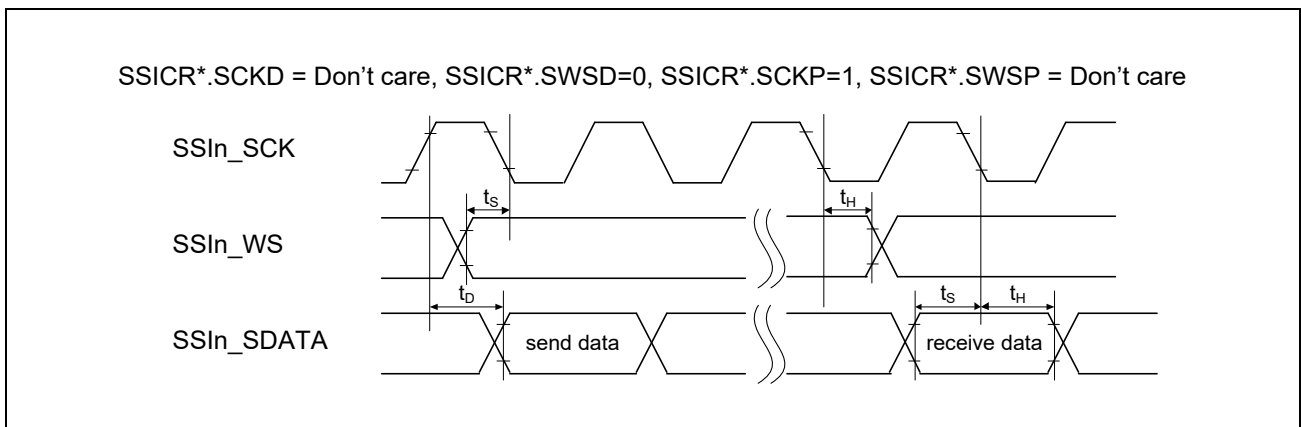 SSICR*.SCKD = Don't care, SSICR*.SWSD=0, SSICR*.SCKP=1, SSICR*.SWSP = Don't care
SSIn_SCK
tS
tH
SSIn_WS
tD
tS
tH
SSIn_SDATA
send data
receive data